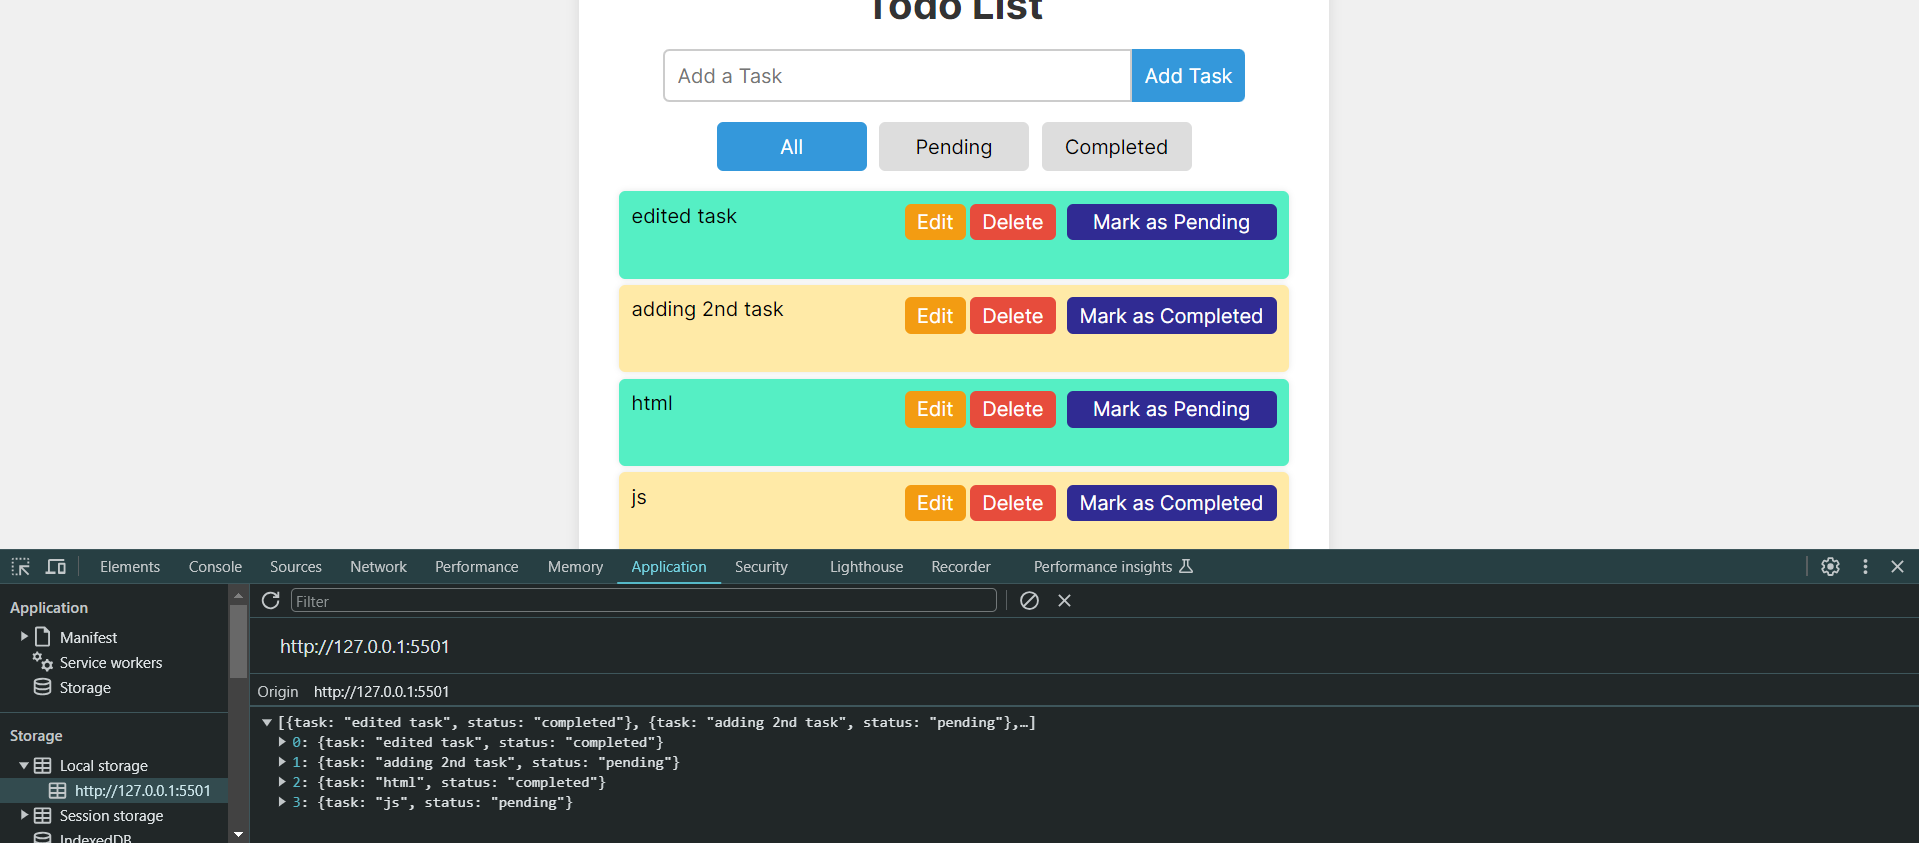 Todo List
Add a Task Add Task
All Pending Completed
edited task Edit Delete Mark as Pending
adding 2nd task Edit Delete Mark as Completed
html Edit Delete Mark as Pending
js Edit Delete Mark as Completed
Elements Console Sources Network Performance Memory Application Security Lighthouse Recorder Performance insights
Application
Manifest
Service workers
Storage
Storage
Local storage
http://127.0.0.1:5501
Session storage
IndexedDB
Filter
http://127.0.0.1:5501
Origin http://127.0.0.1:5501
[{task: "edited task", status: "completed"}, {task: "adding 2nd task", status: "pending"},…]
0: {task: "edited task", status: "completed"}
1: {task: "adding 2nd task", status: "pending"}
2: {task: "html", status: "completed"}
3: {task: "js", status: "pending"}